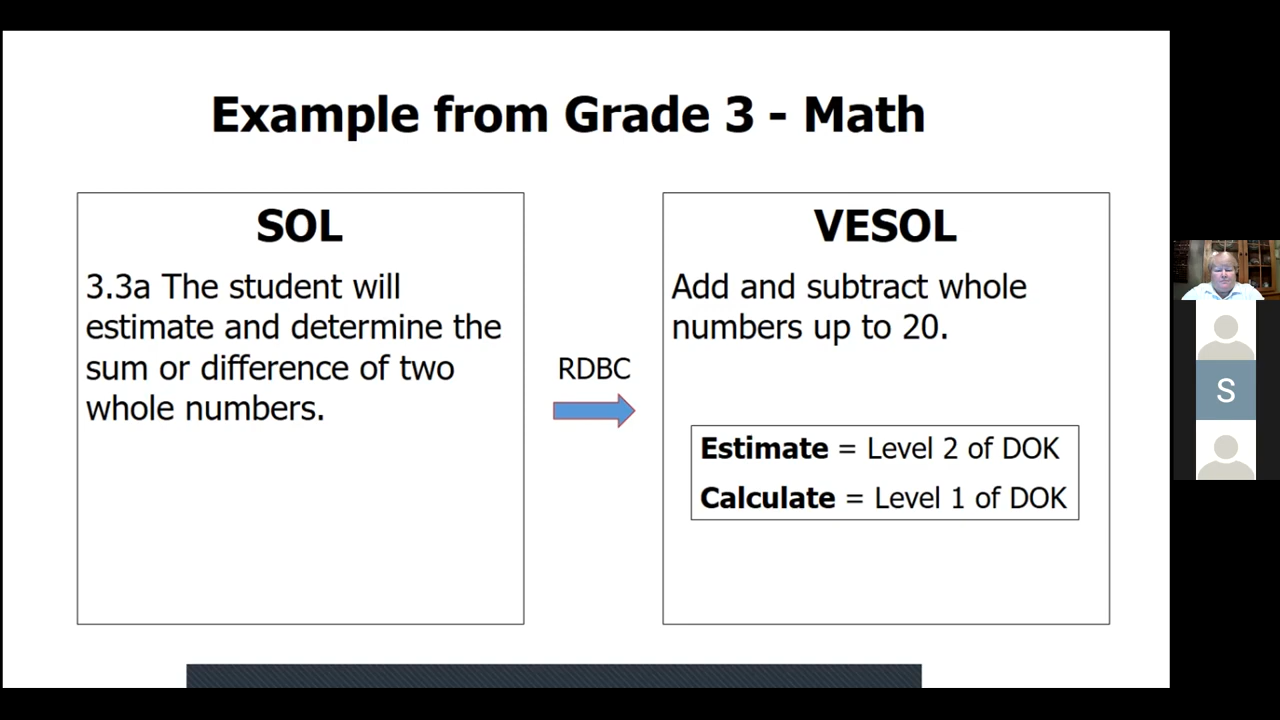 Example from Grade 3 - Math
SOL
3.3a The student will
estimate and determine the
sum or difference of two
whole numbers.
RDBC
VESOL
Add and subtract whole
numbers up to 20.
Estimate = Level 2 of DOK
Calculate = Level 1 of DOK
S